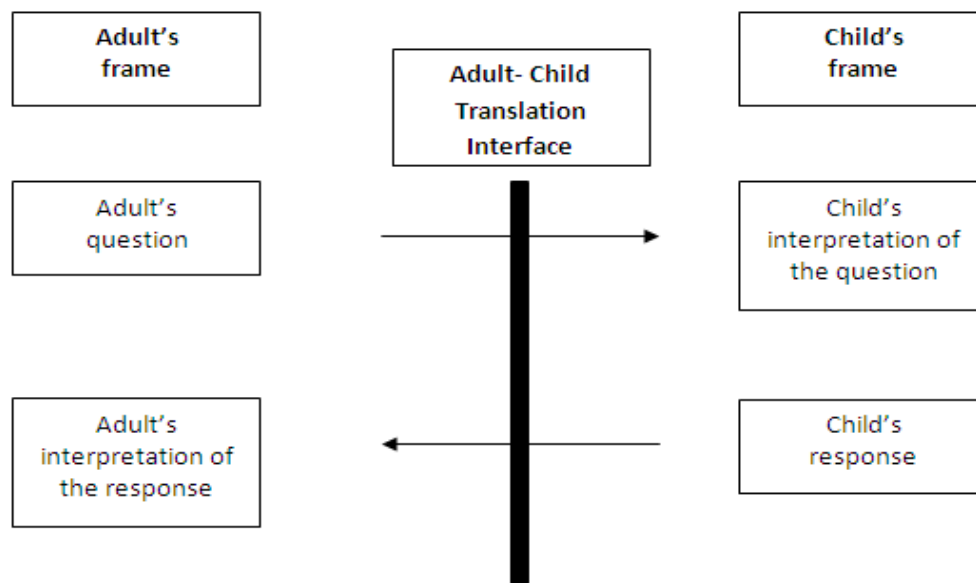 Adult's
frame
Adult- Child
Translation
Interface
Child's
frame
Adult's
question
Child's
interpretation of
the question
Adult's
interpretation of
the response
Child's
response